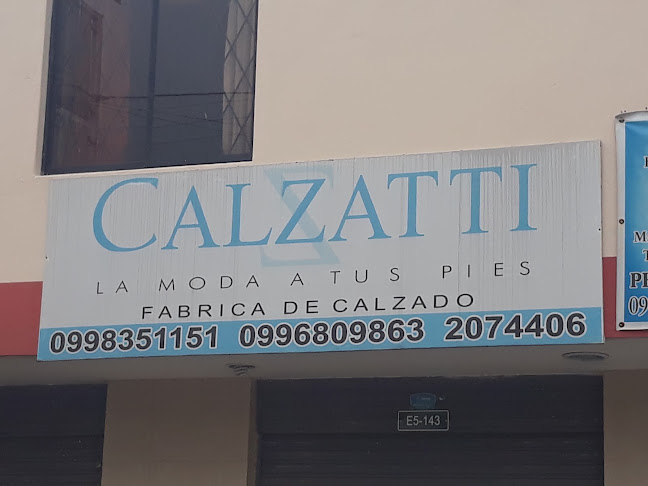 CALZATTI
LA MODA A TUS PIES
FABRICA DE CALZADO
0998351151 0996809863 2074406
E5-143